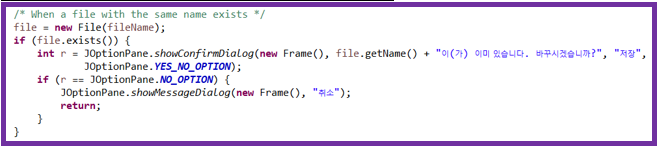 /* When a file with the same name exists */
file = new File(fileName);
if (file.exists()) {
    int r = JOptionPane.showConfirmDialog(new Frame(), file.getName() + "이(가) 이미 있습니다. 바꾸시겠습니까?", "저장",
            JOptionPane.YES_NO_OPTION);
    if (r == JOptionPane.NO_OPTION) {
        JOptionPane.showMessageDialog(new Frame(), "취소");
        return;
    }
}